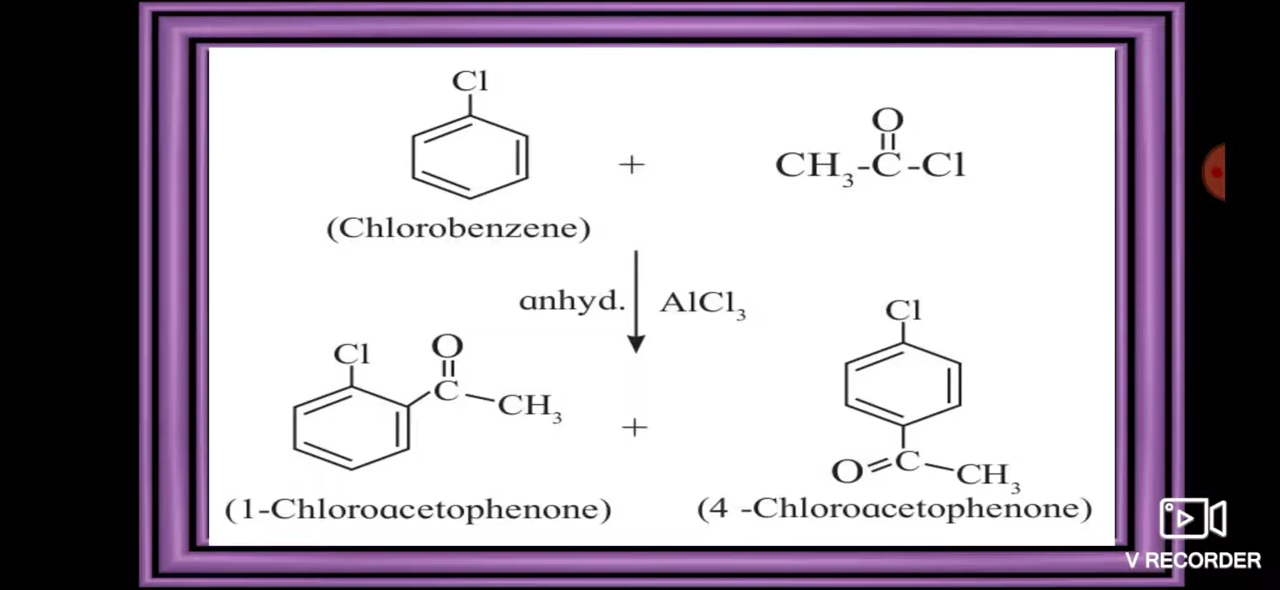 Cl
O
+
CH3-C-Cl
(Chlorobenzene)
anhyd. AlCl3
Cl
O
Cl
C
CH3
+
O=C
CH3
(1-Chloroacetophenone)
(4 -Chloroacetophenone)
V RECORDER